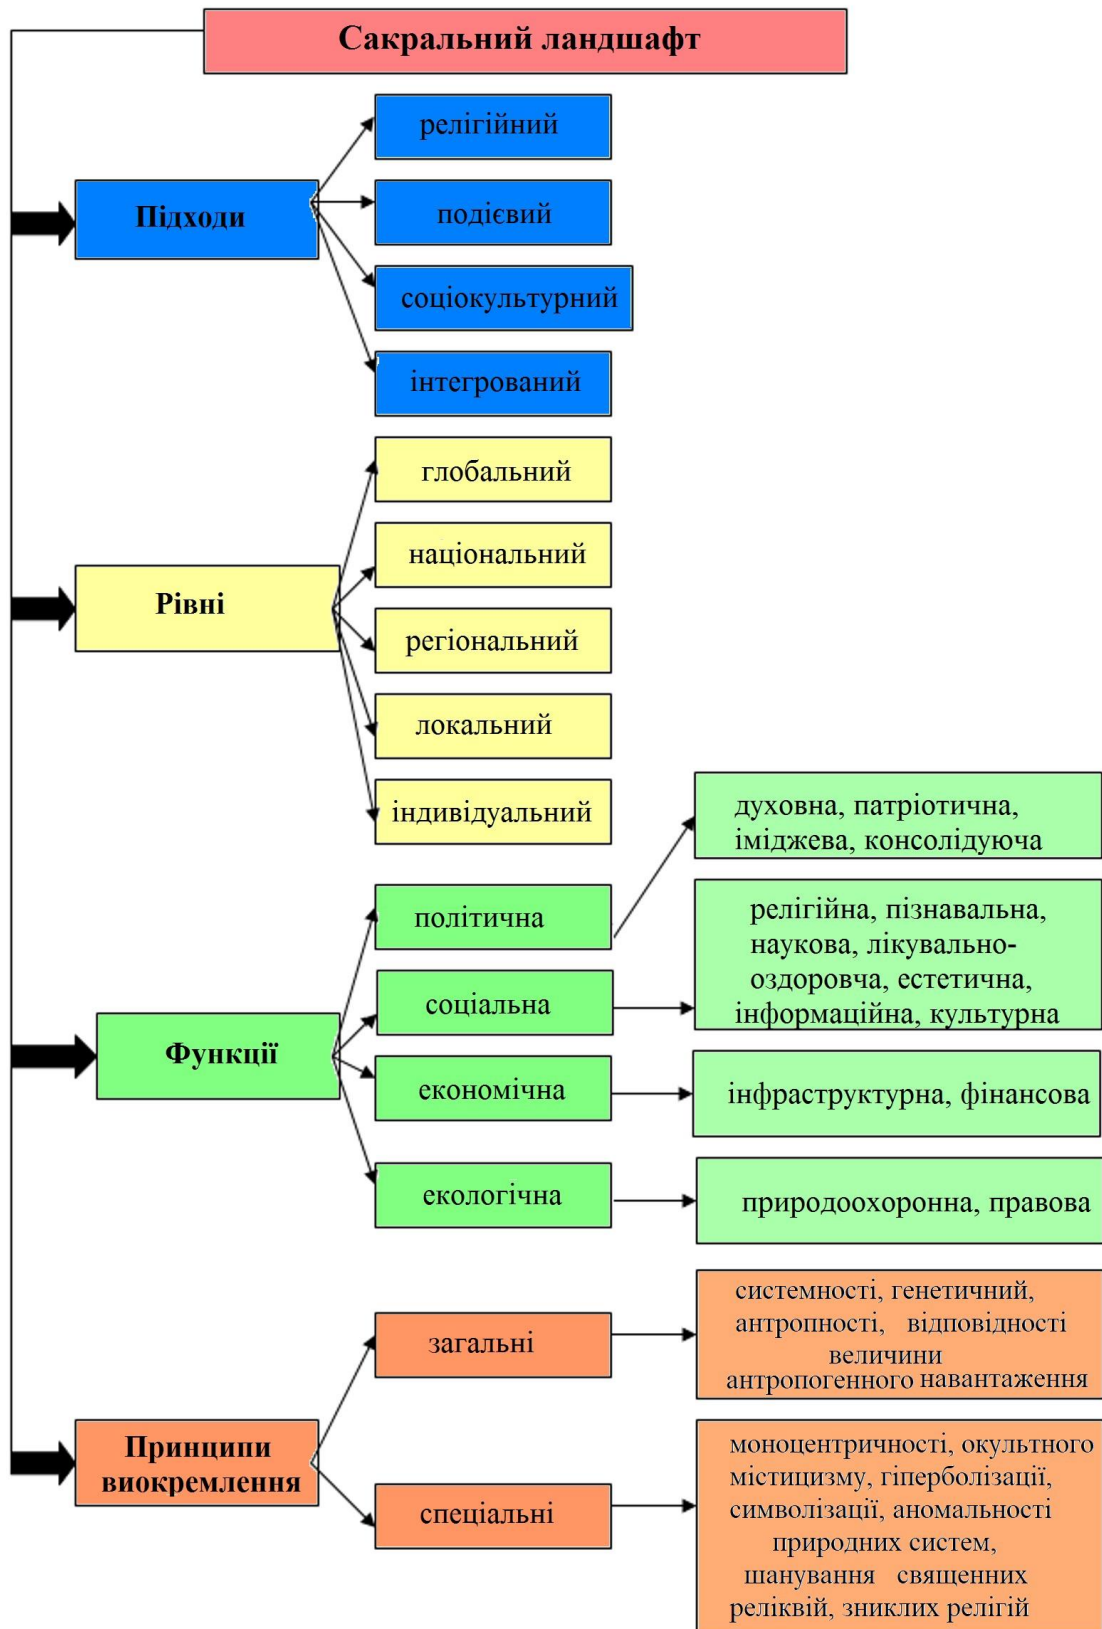 Сакральний ландшафт
Підходи
релігійний
подієвий
соціокультурний
інтегрований
Рівні
глобальний
національний
регіональний
локальний
індивідуальний
Функції
політична
духовна, патріотична,
іміджева, консолідуюча
соціальна
релігійна, пізнавальна,
наукова, лікувально-
оздоровча, естетична,
інформаційна, культурна
економічна
інфраструктурна, фінансова
екологічна
природоохоронна, правова
Принципи
виокремлення
загальні
системності, генетичний,
антропності, відповідності
величини
антропогенного навантаження
спеціальні
моноцентричності, окультного
містицизму, гіперболізації,
символізації, аномальності
природних систем,
шанування священних
реліквій, зниклих релігій